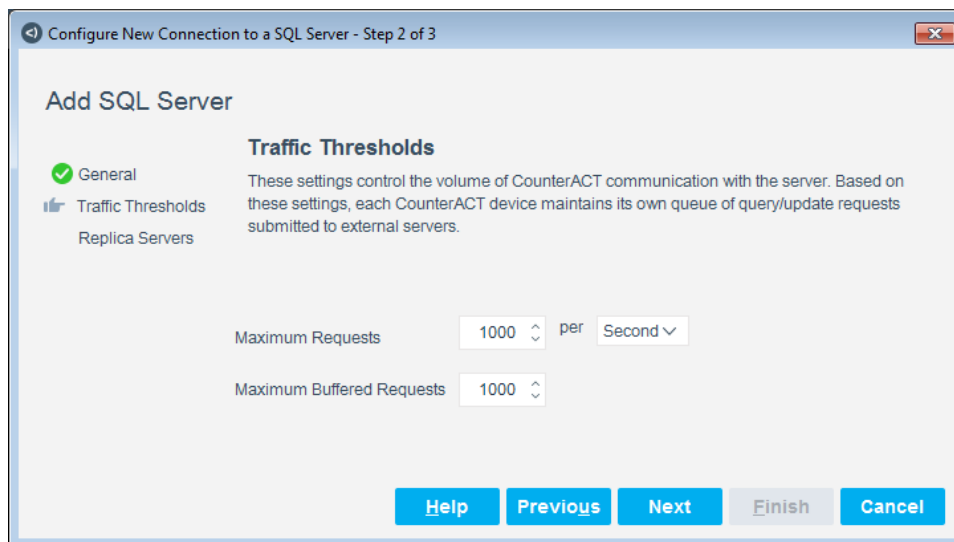 Configure New Connection to a SQL Server - Step 2 of 3
Add SQL Server
General
Traffic Thresholds
Replica Servers
Traffic Thresholds
These settings control the volume of CounterACT communication with the server. Based on
these settings, each CounterACT device maintains its own queue of query/update requests
submitted to external servers.
Maximum Requests 1000 per Second
Maximum Buffered Requests 1000
Help Previous Next Finish Cancel